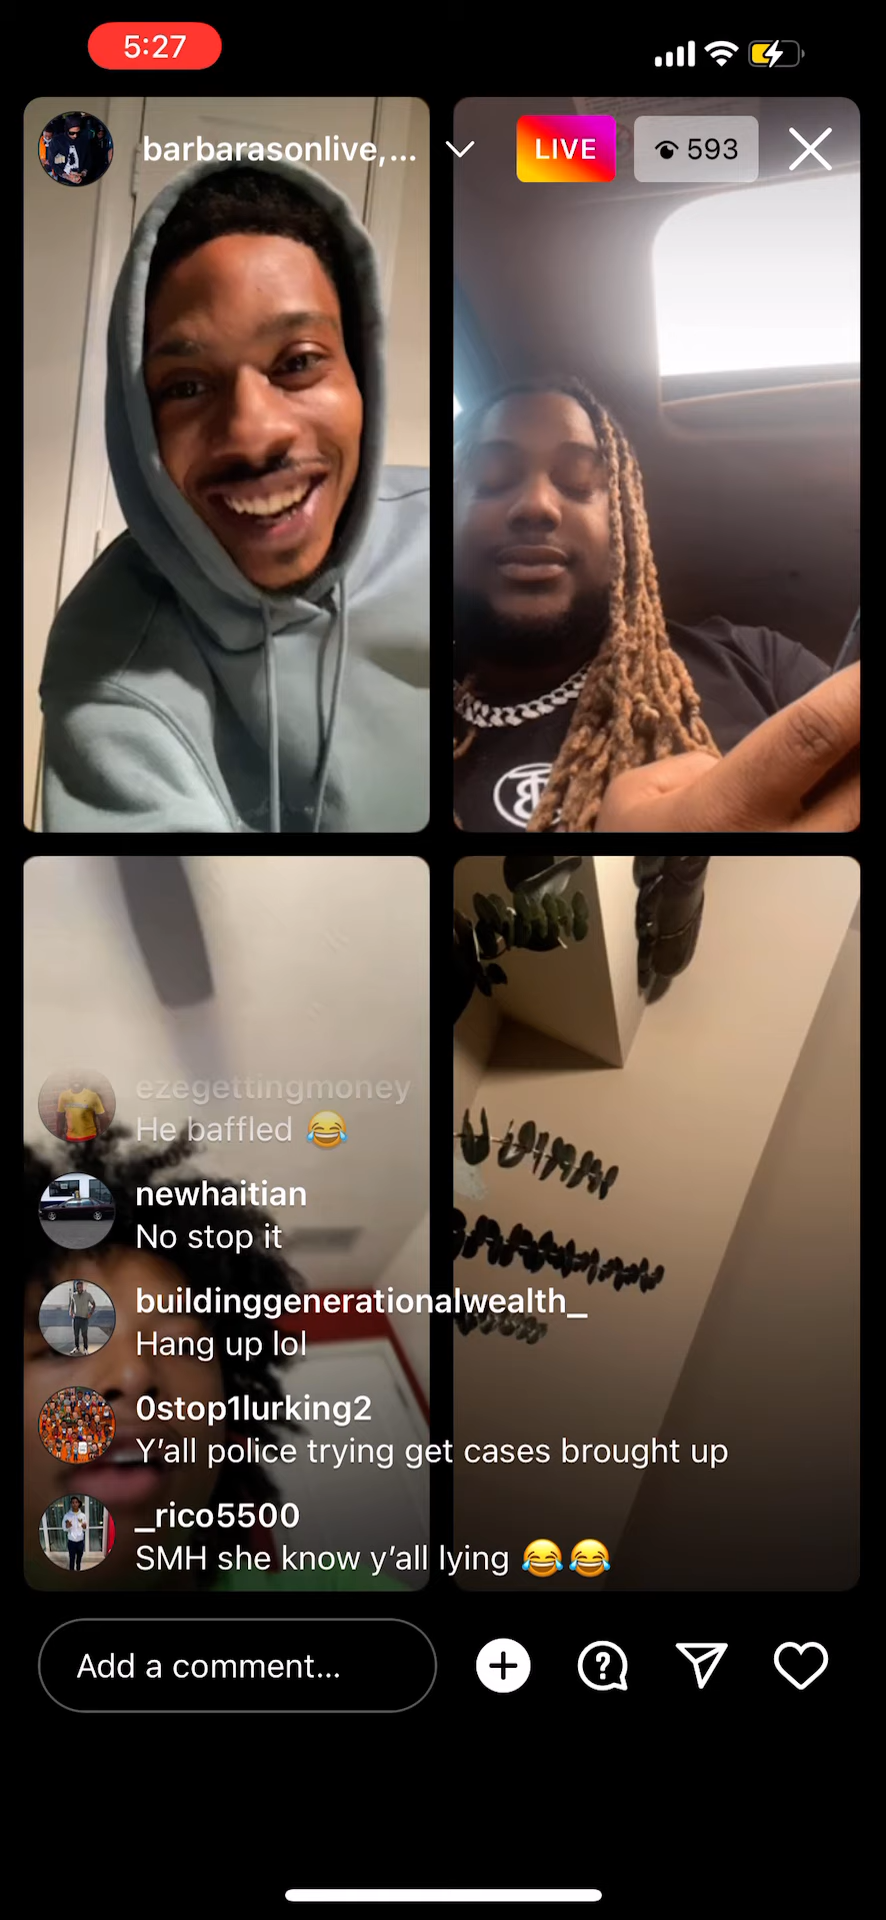 5:27
barbarasonlive,...
LIVE
593
ezegettingmoney
He baffled 😂
newhaitian
No stop it
buildinggenerationalwealth_
Hang up lol
0stop1lurking2
Y'all police trying get cases brought up
_rico5500
SMH she know y'all lying 😂😂
Add a comment...